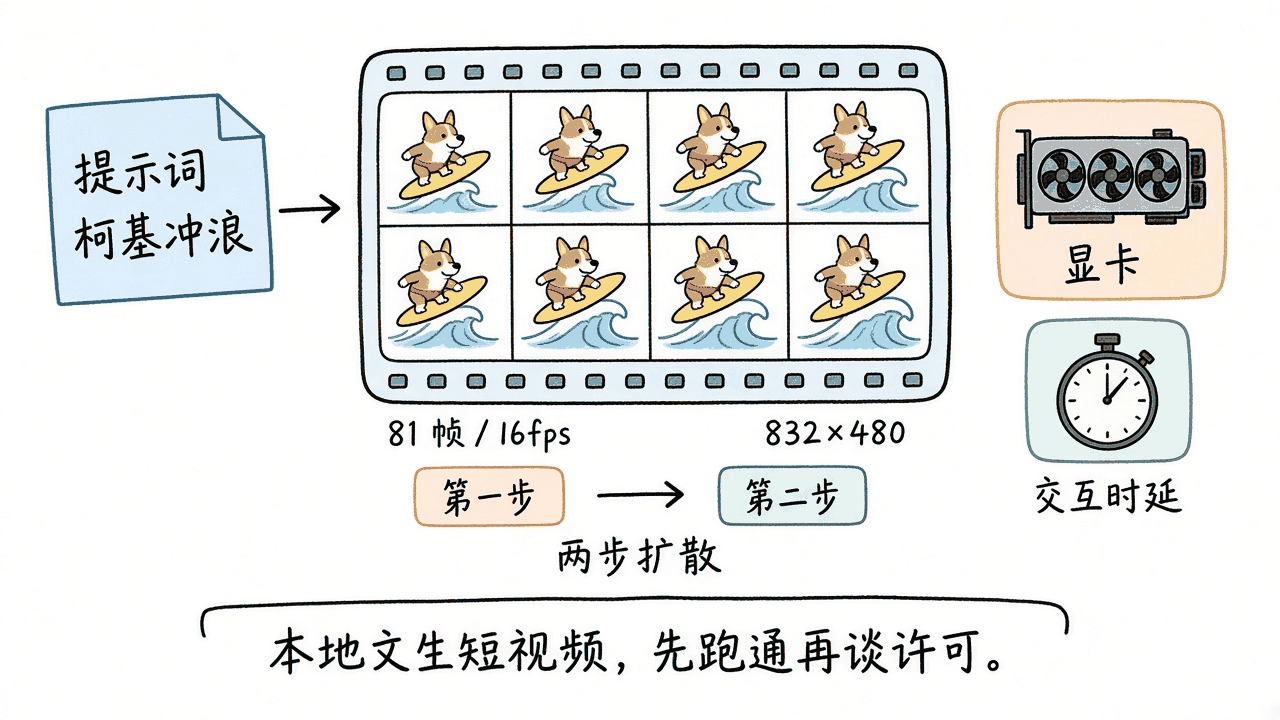 提示词
柯基冲浪
显卡
81 帧 / 16fps
832×480
交互时延
第一步
第二步
两步扩散
本地文生短视频，先跑通再谈许可。